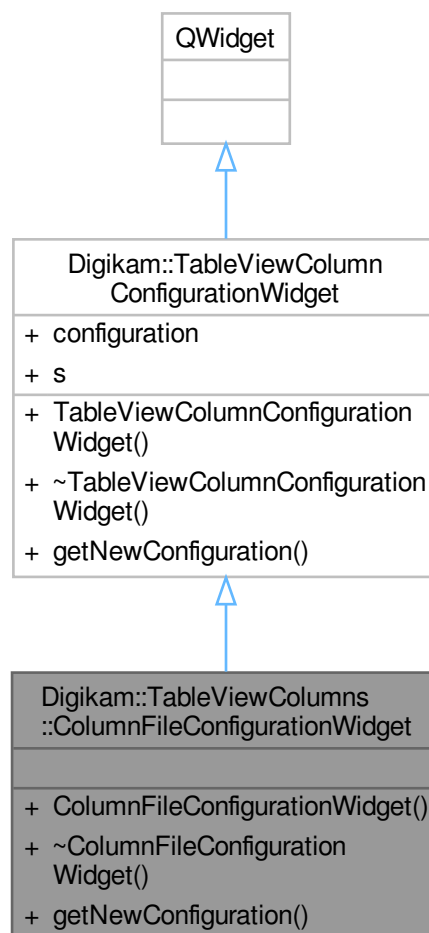 QWidget
Digikam::TableViewColumn
ConfigurationWidget
+ configuration
+ s
+ TableViewColumnConfiguration
Widget()
+ ~TableViewColumnConfiguration
Widget()
+ getNewConfiguration()
Digikam::TableViewColumns
::ColumnFileConfigurationWidget
+ ColumnFileConfigurationWidget()
+ ~ColumnFileConfiguration
Widget()
+ getNewConfiguration()